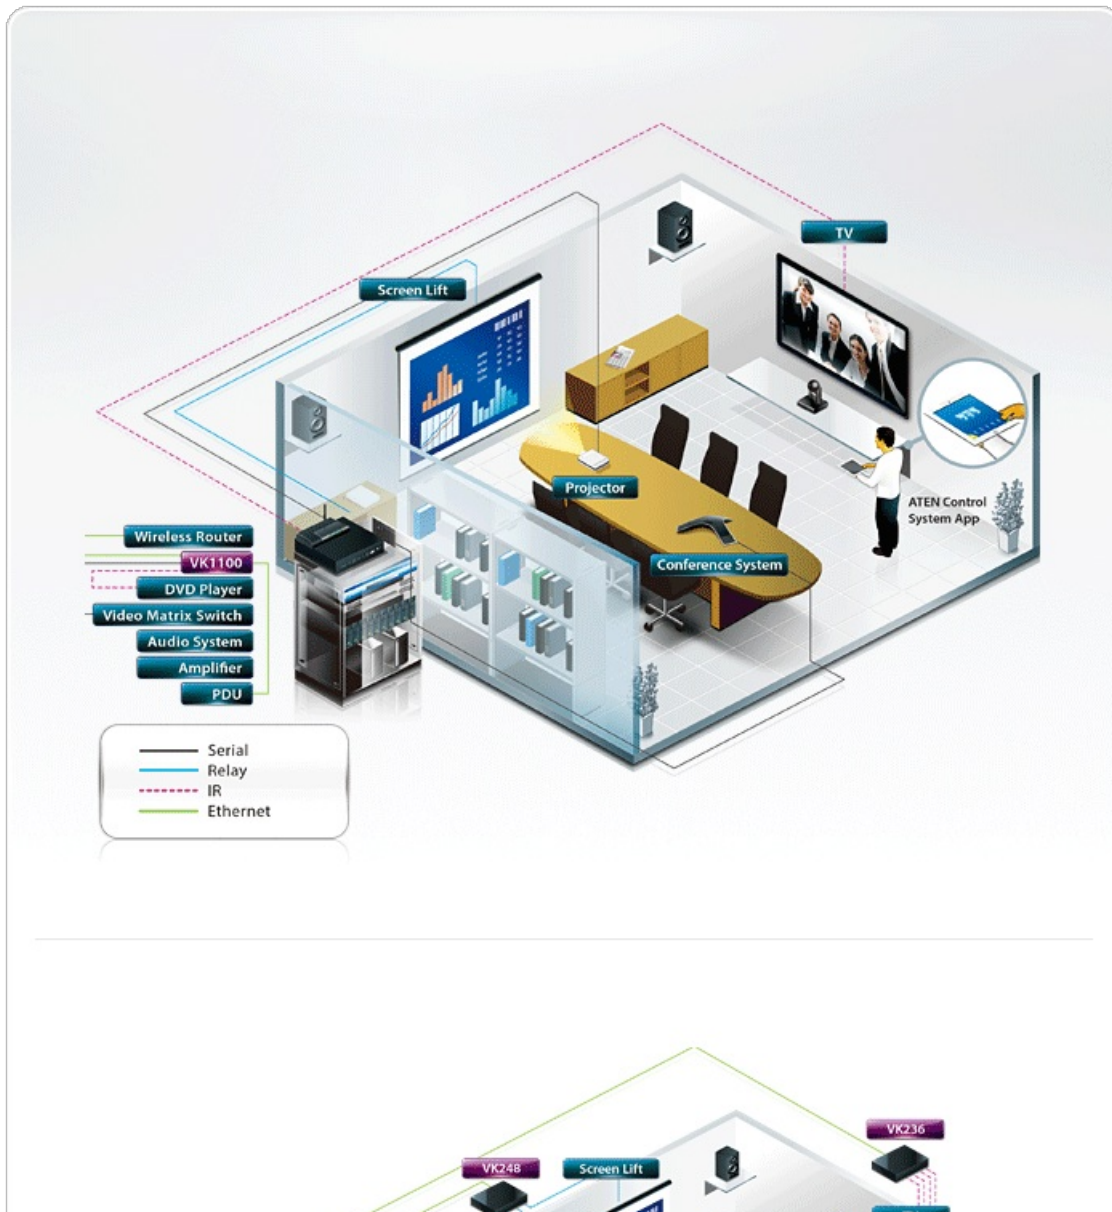 TV
Screen Lift
Projector
ATEN Control
System App
Conference System
Wireless Router
VK1100
DVD Player
Video Matrix Switch
Audio System
Amplifier
PDU
Serial
Relay
IR
Ethernet
VK236
VK248
Screen Lift